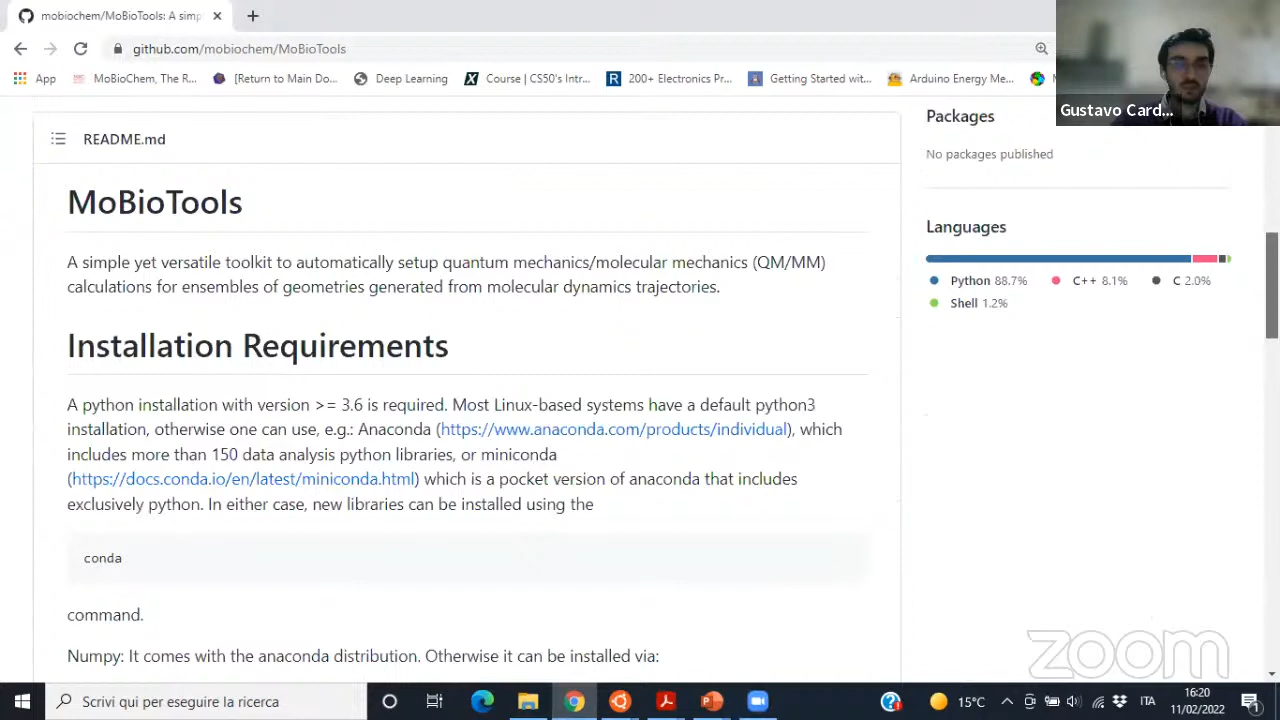 mobiochem/MoBioTools: A simp
github.com/mobiochem/MoBioTools
App
MoBioChem, The R...
[Return to Main Do...
Deep Learning
Course | CS50's Intr...
200+ Electronics Pr...
Getting Started wit...
Arduino Energy Me...
Gustavo Card...
README.md
MoBioTools
A simple yet versatile toolkit to automatically setup quantum mechanics/molecular mechanics (QM/MM)
calculations for ensembles of geometries generated from molecular dynamics trajectories.
Installation Requirements
A python installation with version >= 3.6 is required. Most Linux-based systems have a default python3
installation, otherwise one can use, e.g.: Anaconda (https://www.anaconda.com/products/individual), which
includes more than 150 data analysis python libraries, or miniconda
(https://docs.conda.io/en/latest/miniconda.html) which is a pocket version of anaconda that includes
exclusively python. In either case, new libraries can be installed using the
conda
command.
Numpy: It comes with the anaconda distribution. Otherwise it can be installed via:
Packages
No packages published
Languages
Python 88.7%
C++ 8.1%
C 2.0%
Shell 1.2%
zoom
Scrivi qui per eseguire la ricerca
15°C
ITA
16:20
11/02/2022